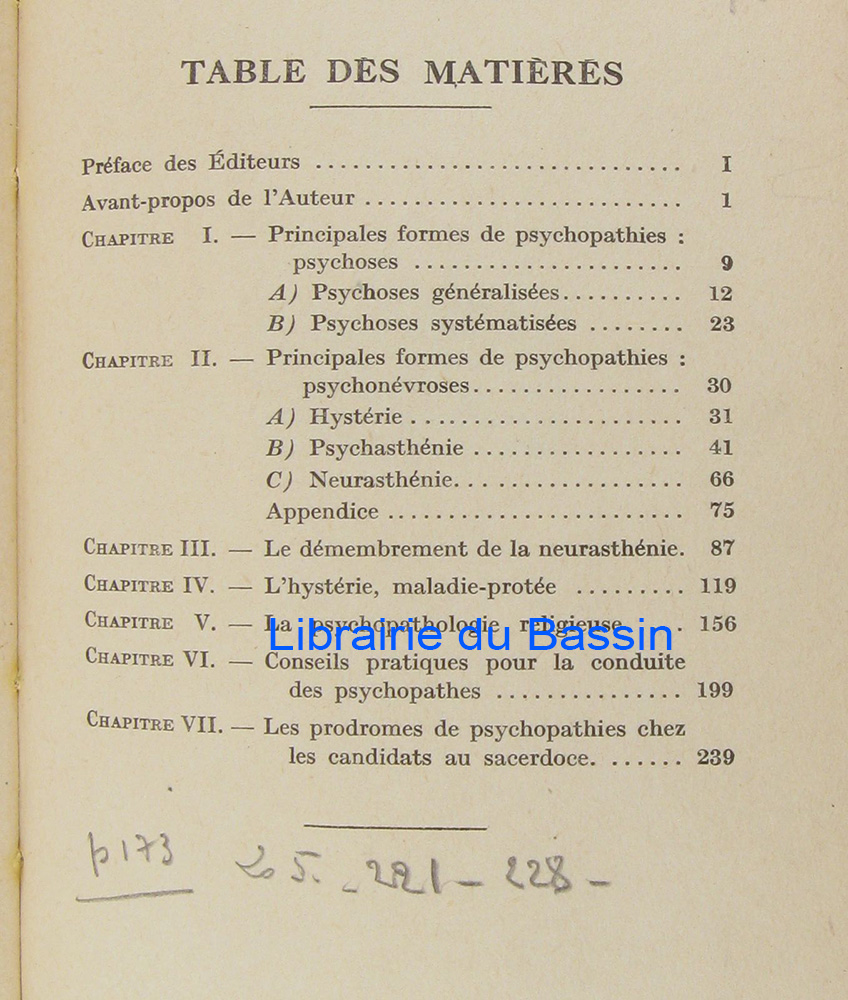 TABLE DES MATIÈRES
Préface des Éditeurs .............................. I
Avant-propos de l'Auteur .......................... 1
CHAPITRE I. — Principales formes de psychopathies :
psychoses ...................... 9
A) Psychoses généralisées.......... 12
B) Psychoses systématisées ........ 23
CHAPITRE II. — Principales formes de psychopathies :
psychonévroses................. 30
A) Hystérie ...................... 31
B) Psychasthénie ................. 41
C) Neurasthénie................... 66
Appendice ........................ 75
CHAPITRE III. — Le démembrement de la neurasthénie. 87
CHAPITRE IV. — L'hystérie, maladie-protée ......... 119
CHAPITRE V. — La psychopathologie religieuse..... 156
Librairie du Bassin
CHAPITRE VI. — Conseils pratiques pour la conduite
des psychopathes ............... 199
CHAPITRE VII. — Les prodromes de psychopathies chez
les candidats au sacerdoce. ...... 239
p 173 205. - 221 - 228 -